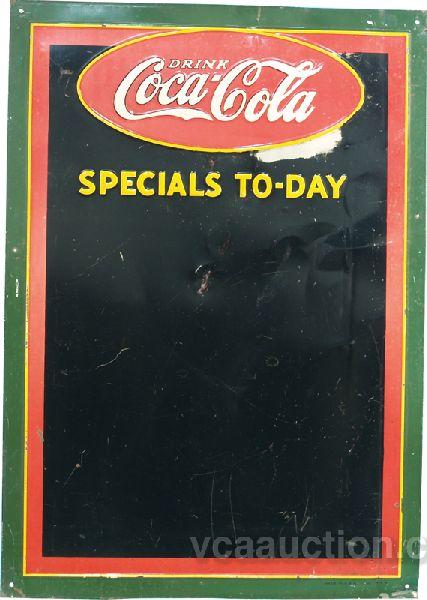 DRINK
Coca-Cola
SPECIALS TO-DAY
vcaauction.c